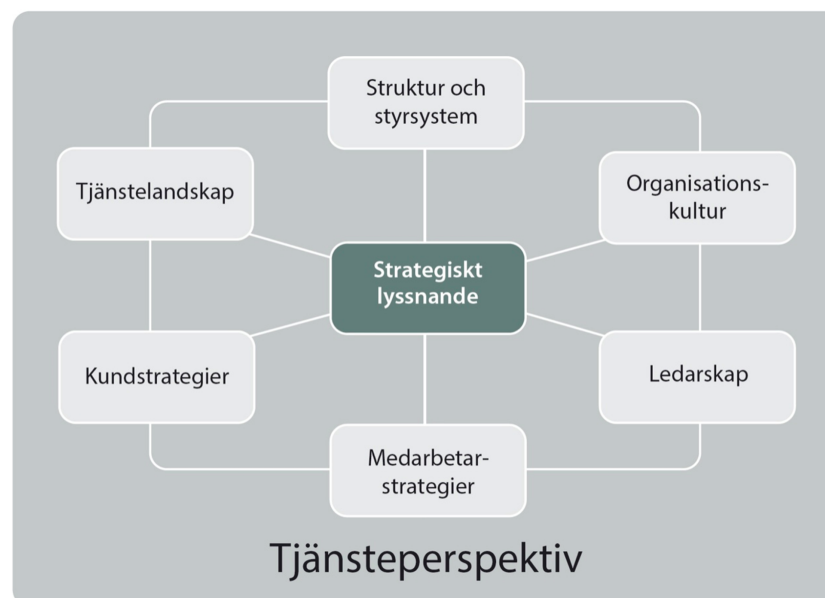 Struktur och
styrsystem
Tjänstelandskap
Organisations-
kultur
Strategiskt
lyssnande
Kundstrategier
Ledarskap
Medarbetar-
strategier
Tjänsteperspektiv